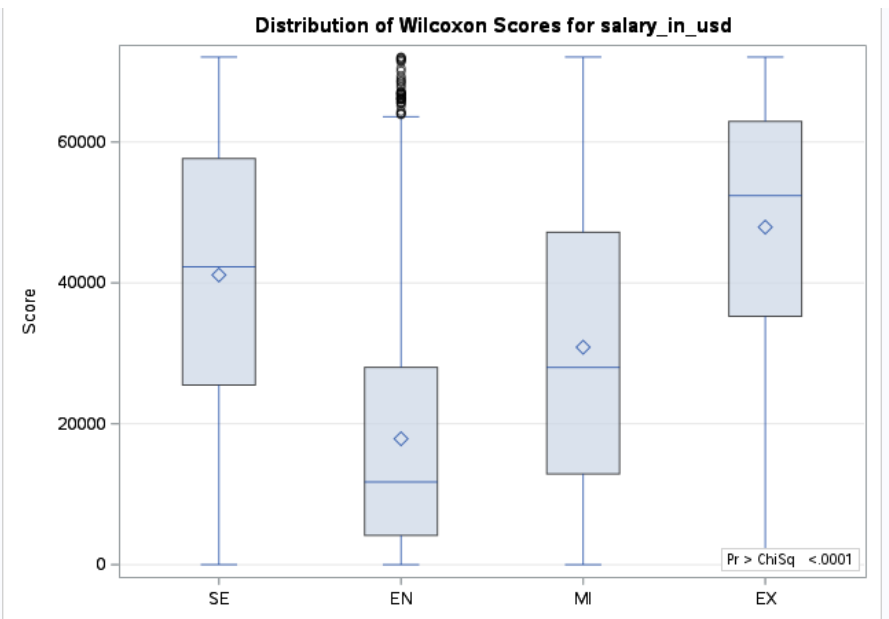 Distribution of Wilcoxon Scores for salary_in_usd
60000
40000
20000
0
Score
Pr > ChiSq <.0001
SE EN MI EX